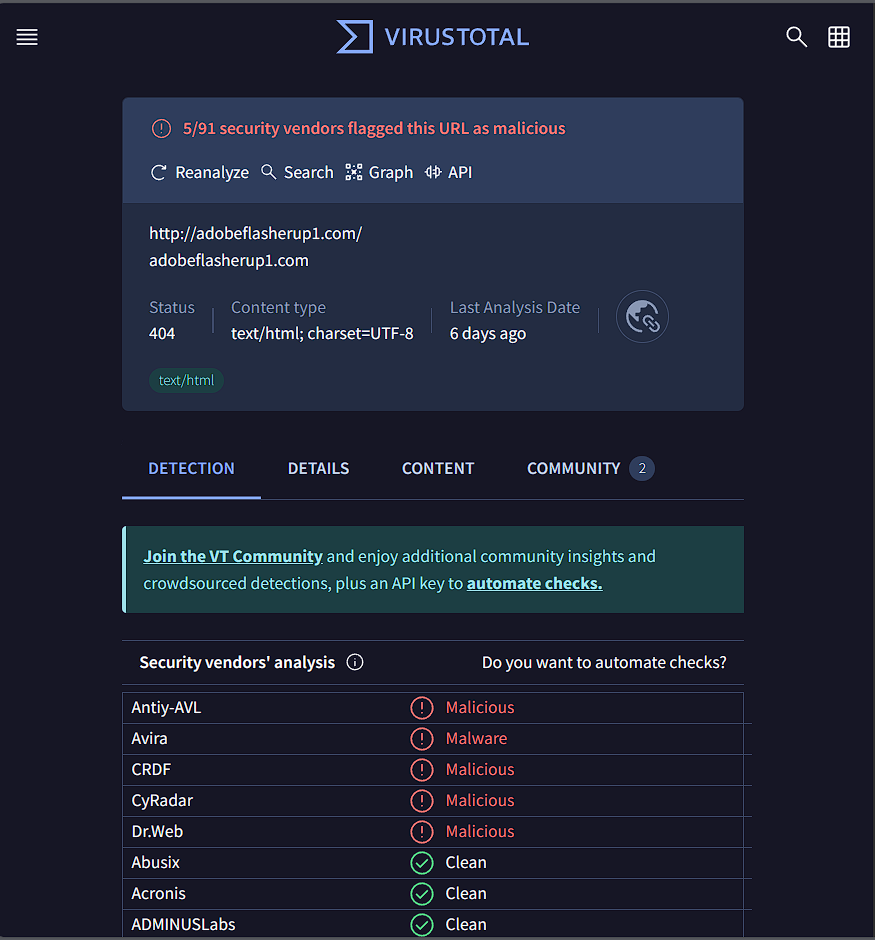 VIRUSTOTAL
5/91 security vendors flagged this URL as malicious
Reanalyze Search Graph API
http://adobeflasherup1.com/
adobeflasherup1.com
Status Content type Last Analysis Date
404 text/html; charset=UTF-8 6 days ago
text/html
DETECTION DETAILS CONTENT COMMUNITY 2
Join the VT Community and enjoy additional community insights and
crowdsourced detections, plus an API key to automate checks.
Security vendors' analysis Do you want to automate checks?
Antiy-AVL Malicious
Avira Malware
CRDF Malicious
CyRadar Malicious
Dr.Web Malicious
Abusix Clean
Acronis Clean
ADMINUSLabs Clean